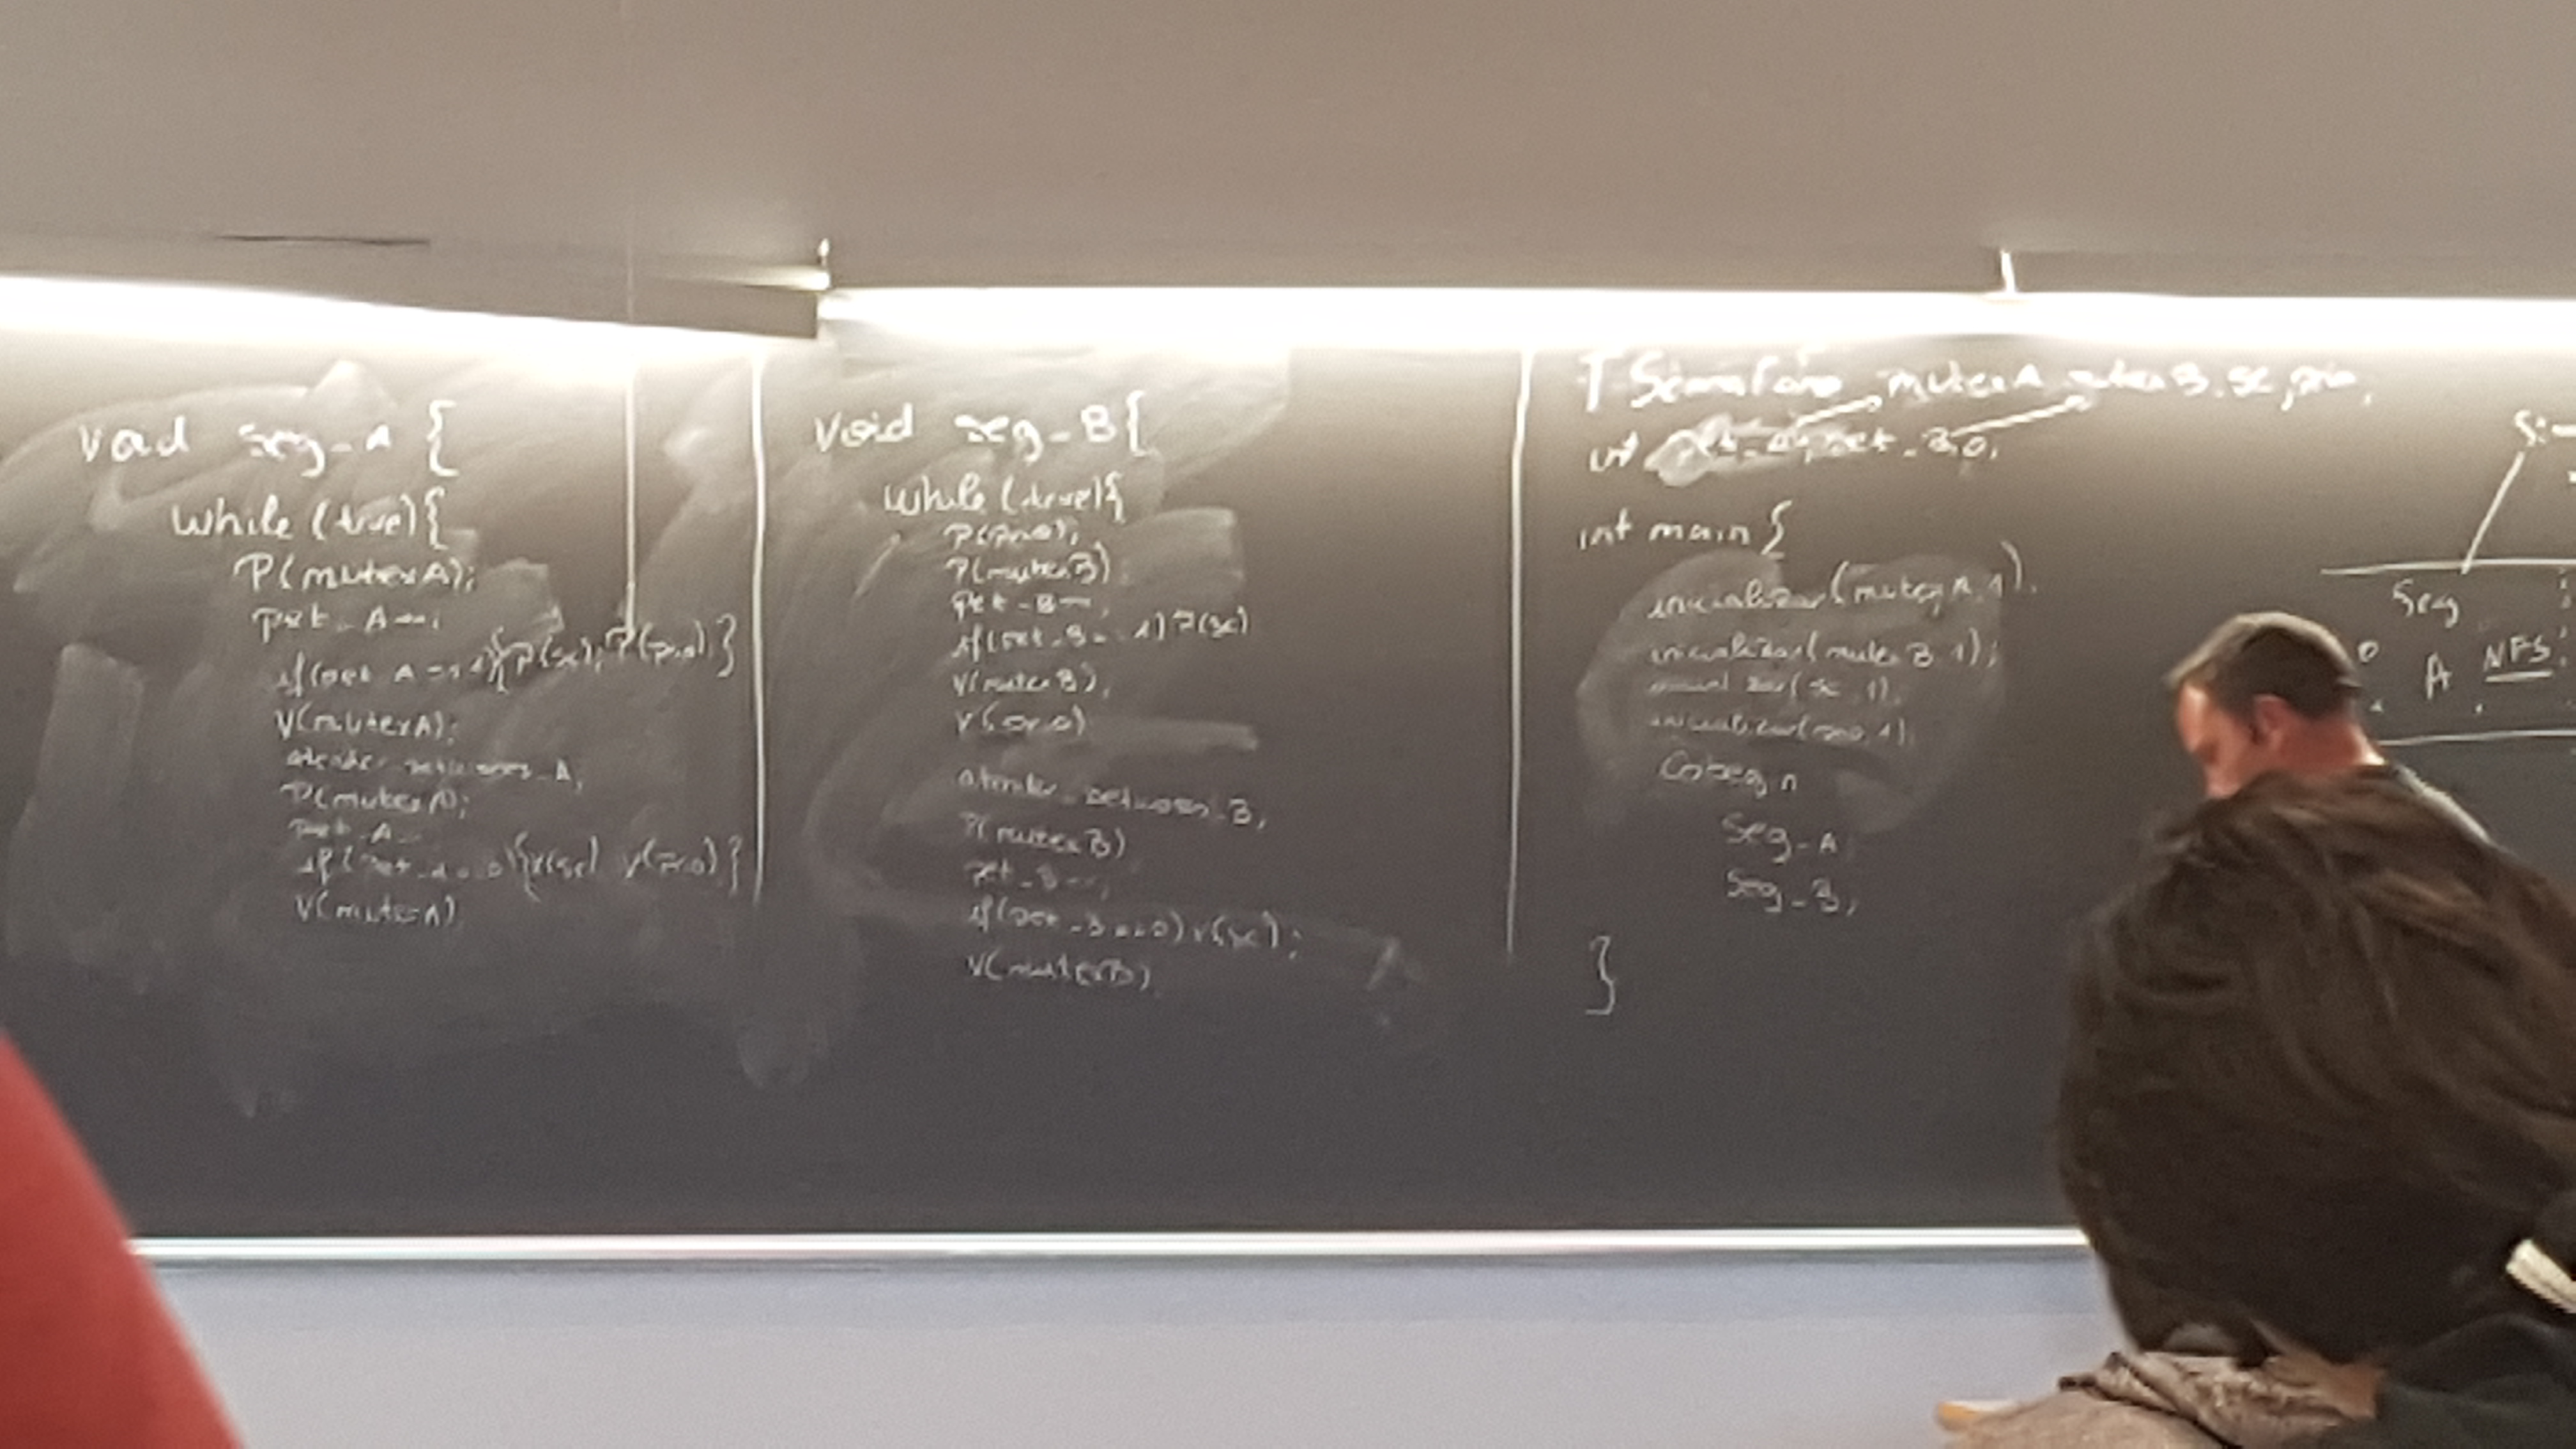 void seg_A {
while (true) {
P(mutexA);
pet_A++;
if(pet_A == 1){P(sc); P(prio);}
V(mutexA);
atender_peticiones_A;
P(mutexA);
pet_A--
if(pet_A==0){V(sc) V(prio)}
V(mutexA)
void seg_B{
while (true){
P(prio);
P(mutexB);
pet_B++;
if(pet_B==1) P(sc)
V(mutexB);
V(prio)
atender_peticiones_B;
P(mutexB)
pet_B--;
if(pet_B==0) V(sc);
V(mutexB)
TSemaforo mutexA mutexB, sc, prio;
int pet_A, pet_B
int main {
inicializar(mutexA,1);
inicializar(mutexB,1);
inicializar(sc,1);
inicializar(prio,1);
Cobegin
seg_A;
seg_B;
}
Seg
A NFS